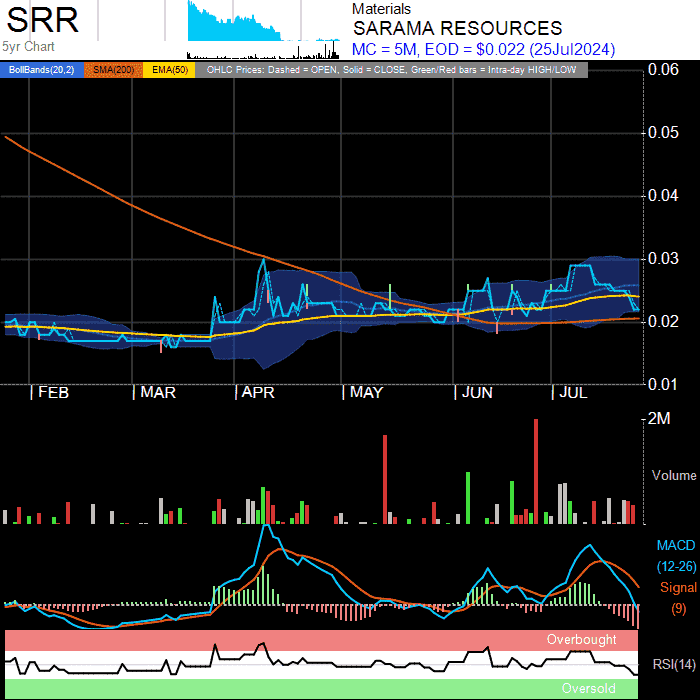 SRR
5yr Chart
Materials
SARAMA RESOURCES
MC = 5M, EOD = $0.022 (25Jul2024)
BollBands(20,2) SMA(200) EMA(50) OHLC Prices: Dashed = OPEN, Solid = CLOSE, Green/Red bars = Intra-day HIGH/LOW
0.06
0.05
0.04
0.03
0.02
0.01
FEB MAR APR MAY JUN JUL
2M
Volume
MACD
(12-26)
Signal
(9)
Overbought
RSI(14)
Oversold